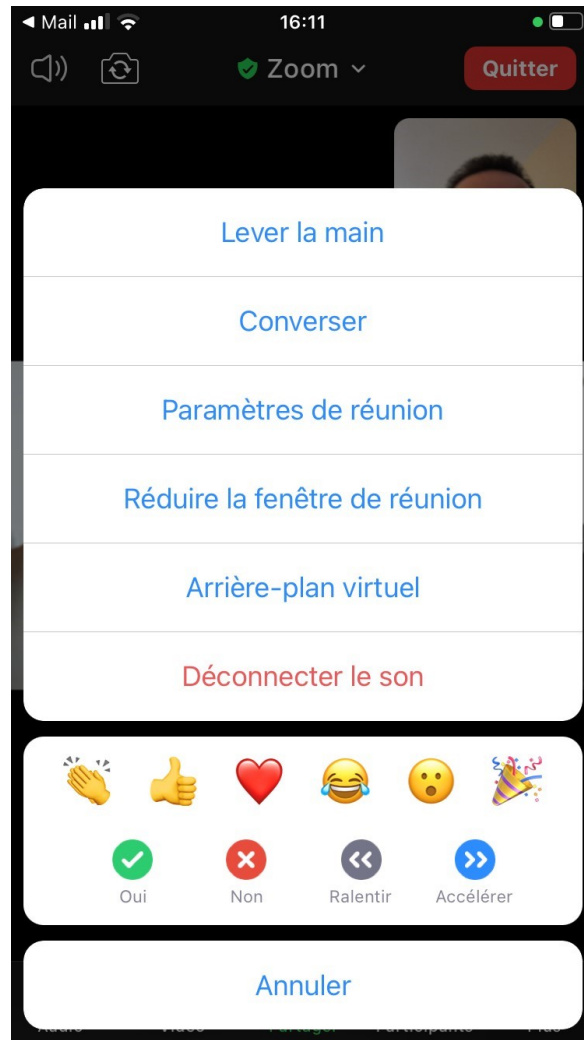 ◀ Mail 16:11
Zoom Quitter
Lever la main
Converser
Paramètres de réunion
Réduire la fenêtre de réunion
Arrière-plan virtuel
Déconnecter le son
Oui Non Ralentir Accélérer
Annuler